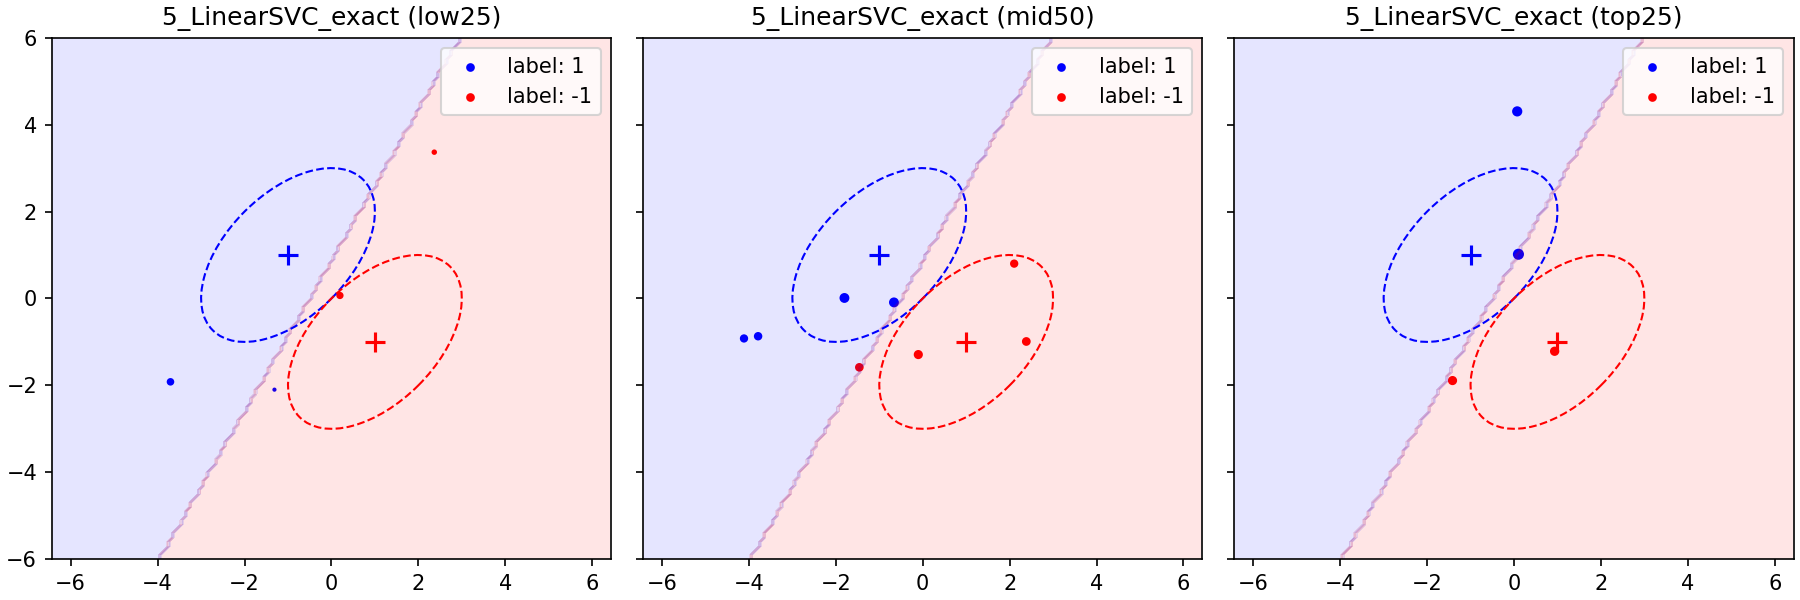 5_LinearSVC_exact (low25)
5_LinearSVC_exact (mid50)
5_LinearSVC_exact (top25)
label: 1
label: -1
label: 1
label: -1
label: 1
label: -1
6
4
2
0
−2
−4
−6
−6 −4 −2 0 2 4 6
−6 −4 −2 0 2 4 6
−6 −4 −2 0 2 4 6